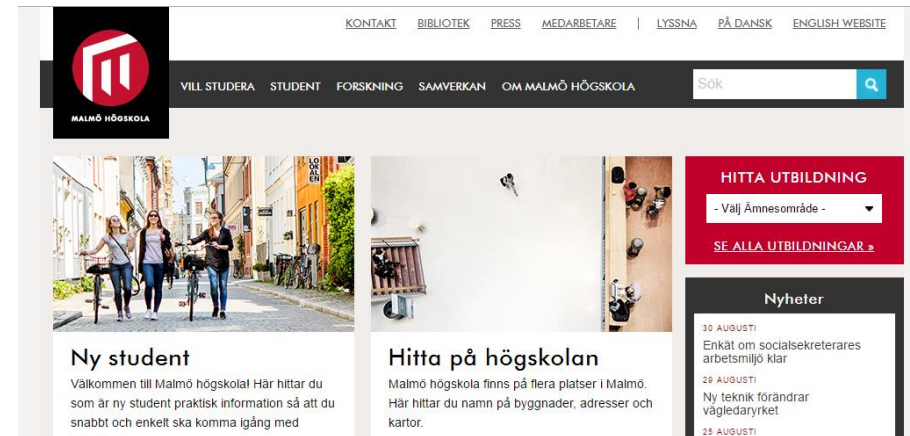 KONTAKT BIBLIOTEK PRESS MEDARBETARE | LYSSNA PÅ DANSK ENGLISH WEBSITE
VILL STUDERA STUDENT FORSKNING SAMVERKAN OM MALMÖ HÖGSKOLA
Sök
MALMÖ HÖGSKOLA
LO
KAL
EN
Ny student
Välkommen till Malmö högskola! Här hittar du
som är ny student praktisk information så att du
snabbt och enkelt ska komma igång med
Hitta på högskolan
Malmö högskola finns på flera platser i Malmö.
Här hittar du namn på byggnader, adresser och
kartor.
HITTA UTBILDNING
- Välj Ämnesområde -
SE ALLA UTBILDNINGAR »
Nyheter
30 AUGUSTI
Enkät om socialsekreterares
arbetsmiljö klar
29 AUGUSTI
Ny teknik förändrar
vägledaryrket
25 AUGUSTI